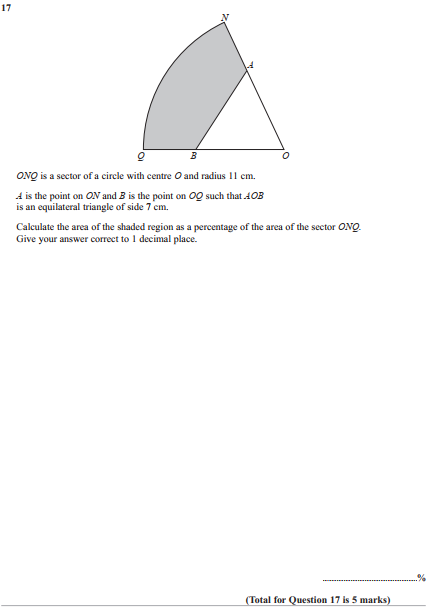 17
N
A
Q
B
O
ONQ is a sector of a circle with centre O and radius 11 cm.
A is the point on ON and B is the point on OQ such that AOB
is an equilateral triangle of side 7 cm.
Calculate the area of the shaded region as a percentage of the area of the sector ONQ.
Give your answer correct to 1 decimal place.
..............................%
(Total for Question 17 is 5 marks)